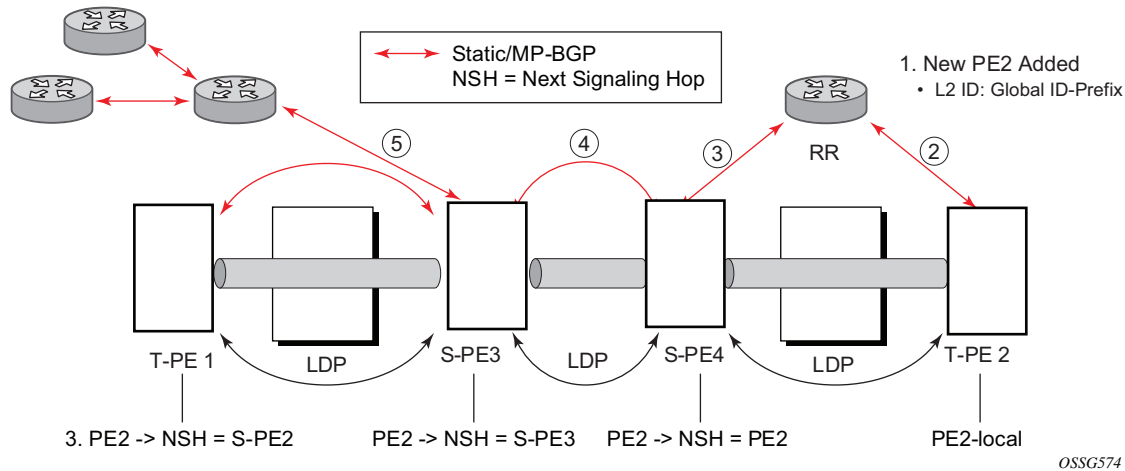 Static/MP-BGP
NSH = Next Signaling Hop
1. New PE2 Added
• L2 ID: Global ID-Prefix
RR
5
4
3
2
T-PE 1
LDP
S-PE3
LDP
S-PE4
LDP
T-PE 2
3. PE2 -> NSH = S-PE2
PE2 -> NSH = S-PE3
PE2 -> NSH = PE2
PE2-local
OSSG574